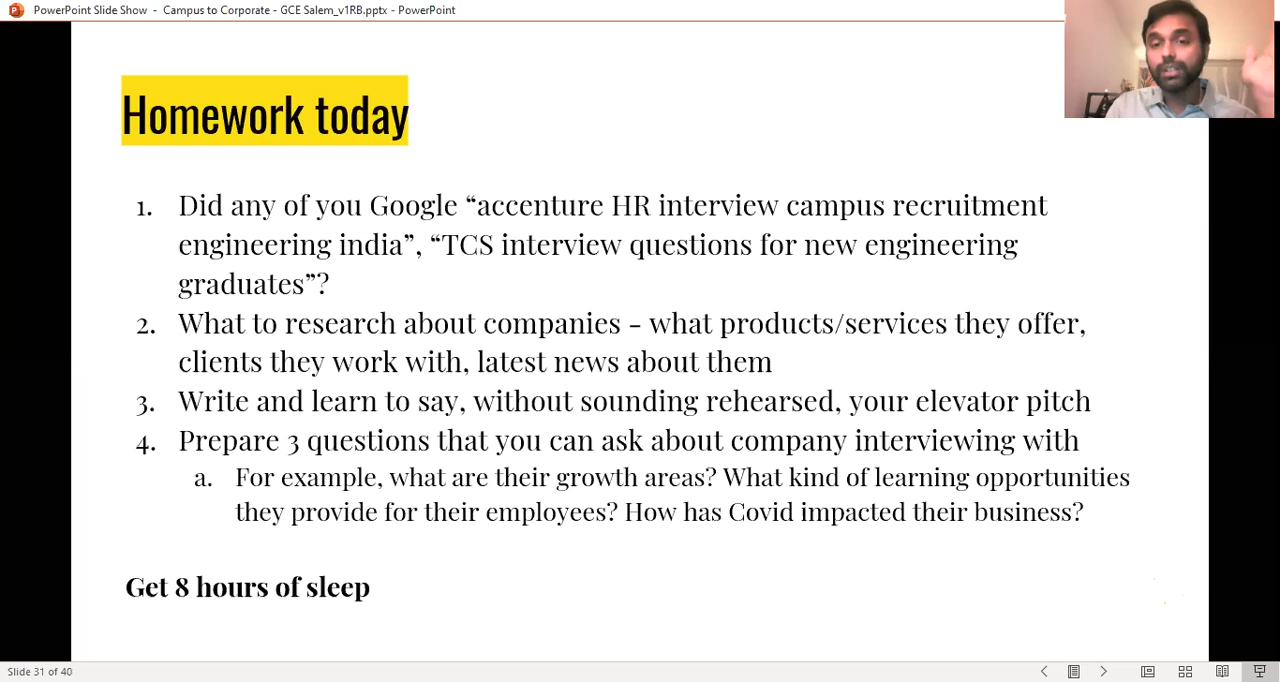 PowerPoint Slide Show - Campus to Corporate - GCE Salem_v1RB.pptx - PowerPoint
Homework today
1. Did any of you Google “accenture HR interview campus recruitment
engineering india”, “TCS interview questions for new engineering
graduates”?
2. What to research about companies - what products/services they offer,
clients they work with, latest news about them
3. Write and learn to say, without sounding rehearsed, your elevator pitch
4. Prepare 3 questions that you can ask about company interviewing with
a. For example, what are their growth areas? What kind of learning opportunities
they provide for their employees? How has Covid impacted their business?
Get 8 hours of sleep
Slide 31 of 40